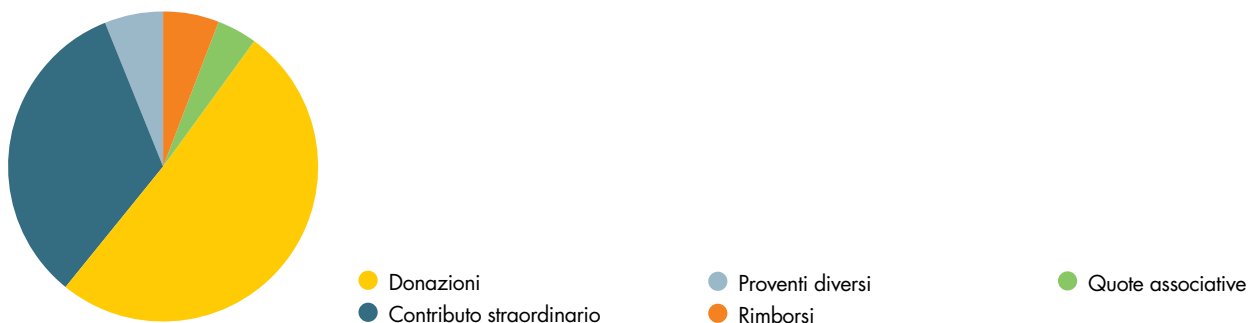 Donazioni
Contributo straordinario
Proventi diversi
Rimborsi
Quote associative